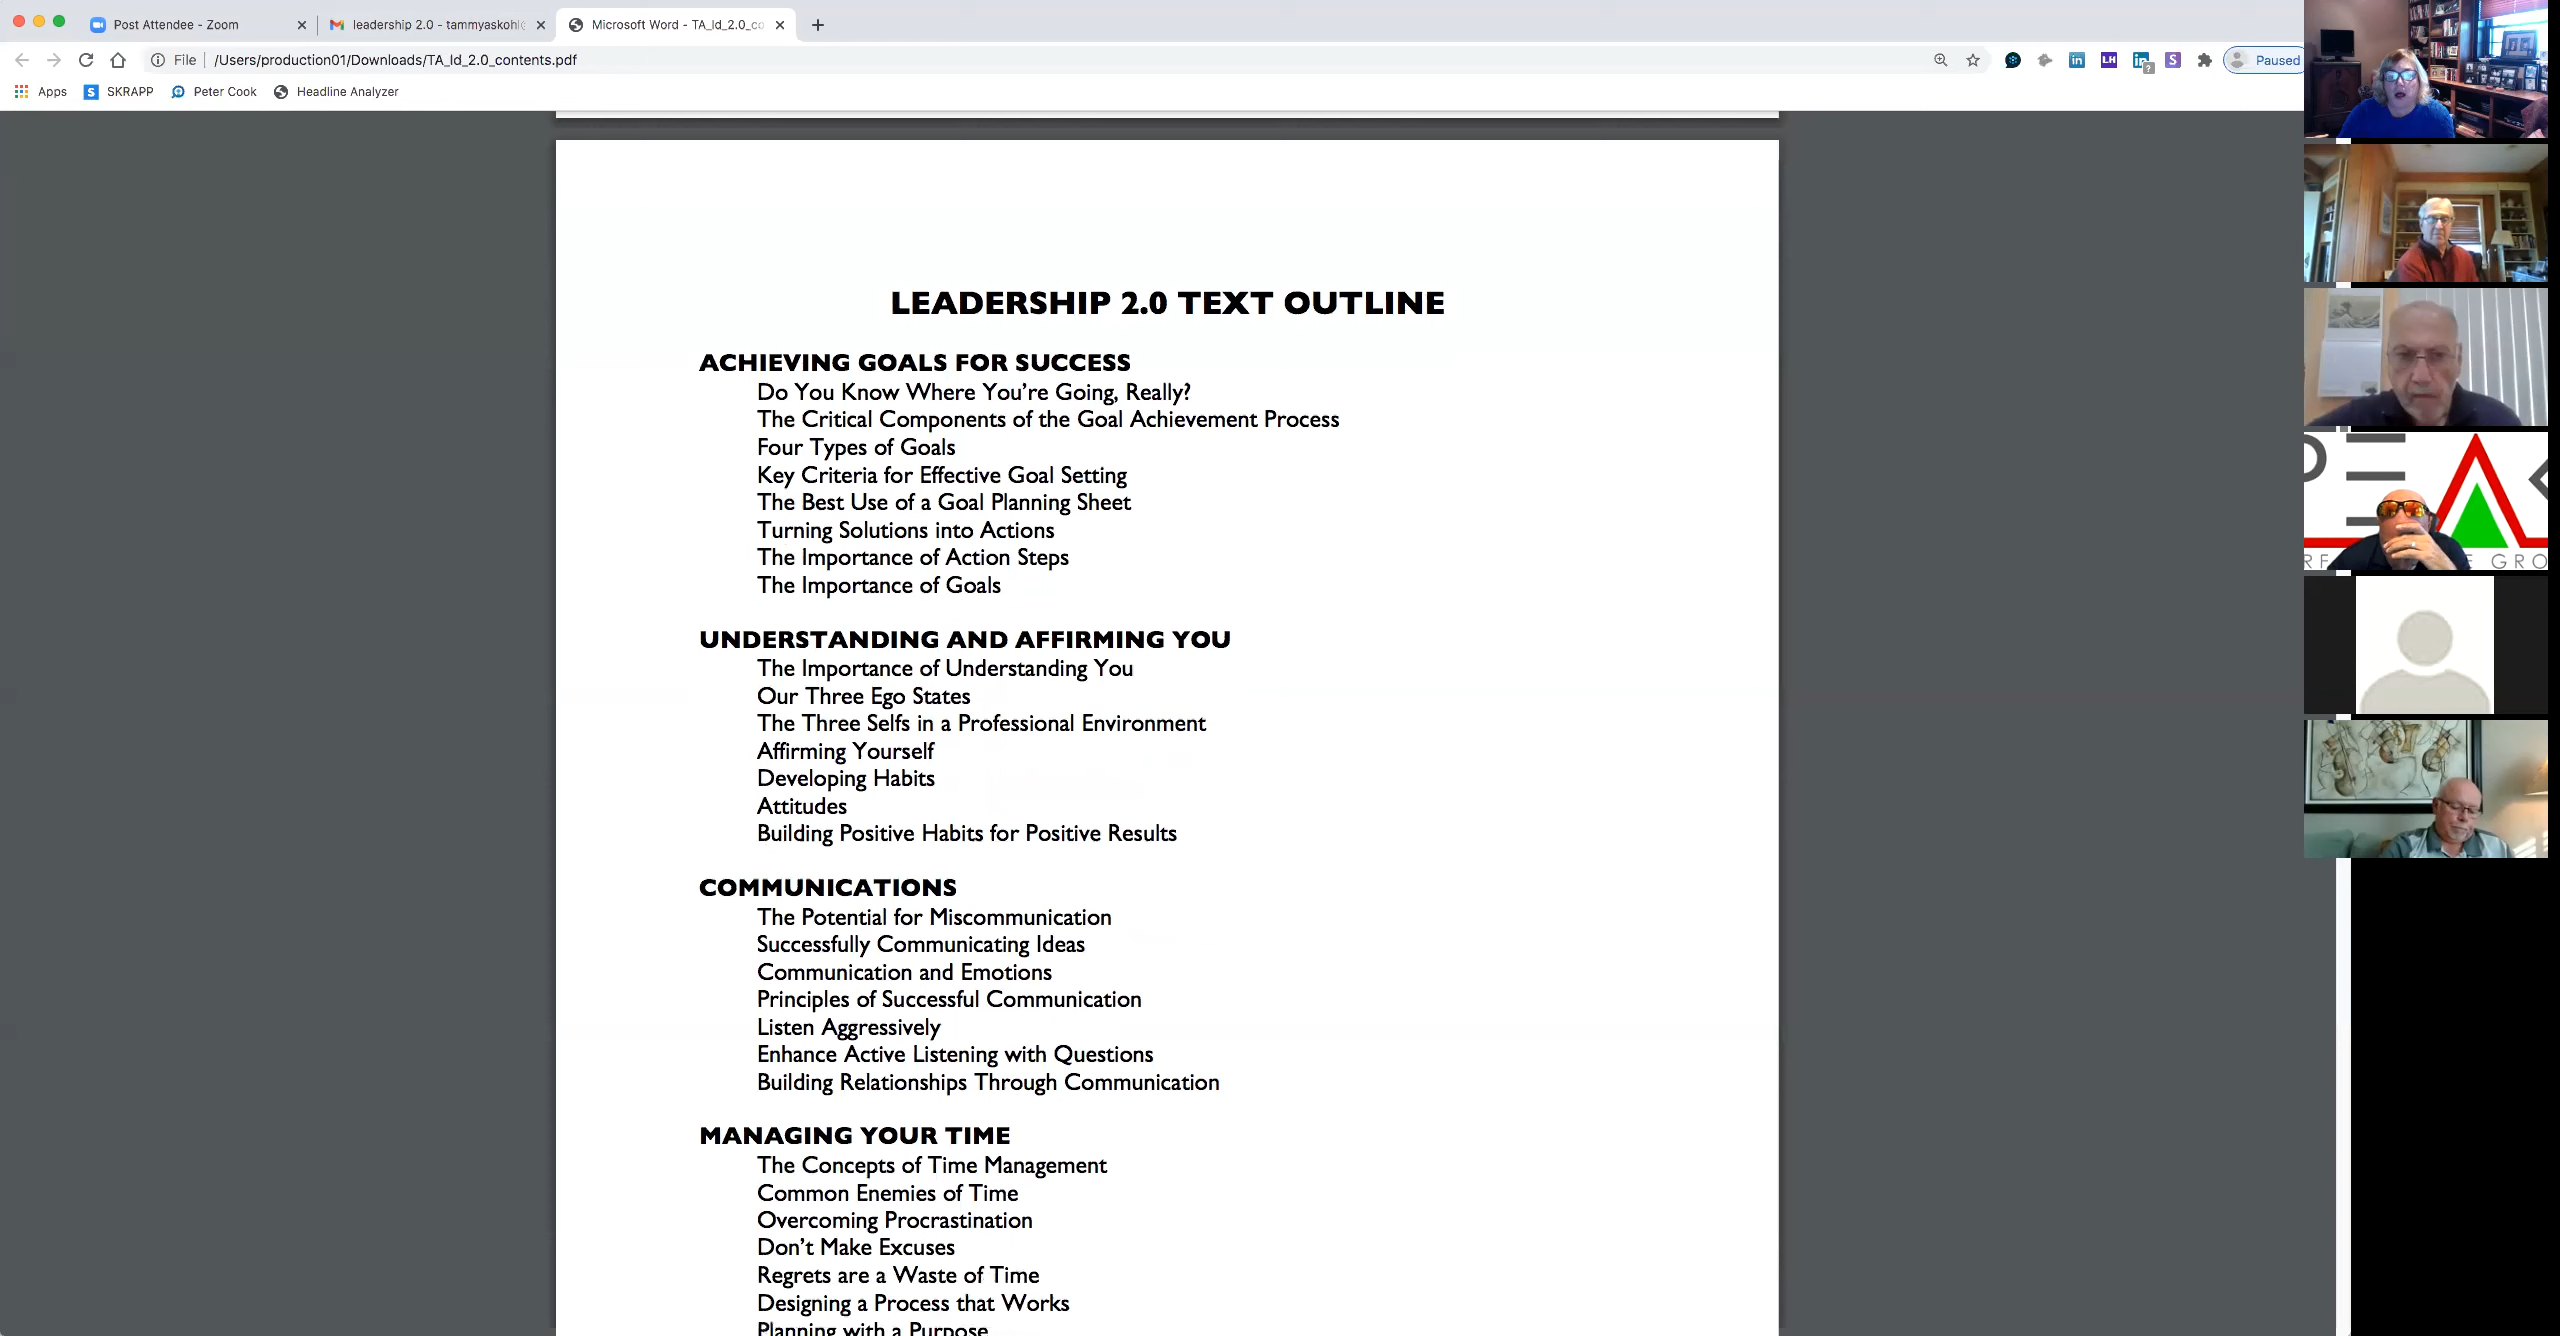 Post Attendee - Zoom
leadership 2.0 - tammyaskohle
Microsoft Word - TA_ld_2.0_co
File
/Users/production01/Downloads/TA_ld_2.0_contents.pdf
in
LH
in
?
S
Paused
Apps
S
SKRAPP
Peter Cook
Headline Analyzer
LEADERSHIP 2.0 TEXT OUTLINE
ACHIEVING GOALS FOR SUCCESS
Do You Know Where You’re Going, Really?
The Critical Components of the Goal Achievement Process
Four Types of Goals
Key Criteria for Effective Goal Setting
The Best Use of a Goal Planning Sheet
Turning Solutions into Actions
The Importance of Action Steps
The Importance of Goals
UNDERSTANDING AND AFFIRMING YOU
The Importance of Understanding You
Our Three Ego States
The Three Selfs in a Professional Environment
Affirming Yourself
Developing Habits
Attitudes
Building Positive Habits for Positive Results
COMMUNICATIONS
The Potential for Miscommunication
Successfully Communicating Ideas
Communication and Emotions
Principles of Successful Communication
Listen Aggressively
Enhance Active Listening with Questions
Building Relationships Through Communication
MANAGING YOUR TIME
The Concepts of Time Management
Common Enemies of Time
Overcoming Procrastination
Don’t Make Excuses
Regrets are a Waste of Time
Designing a Process that Works
Planning with a Purpose